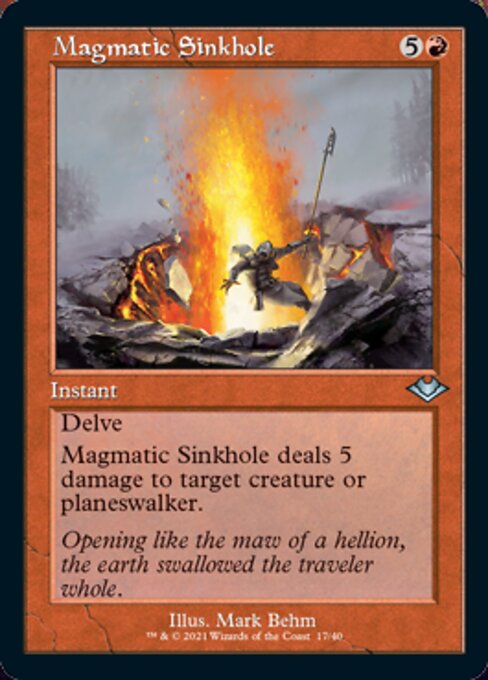 Magmatic Sinkhole 5
Instant
Delve
Magmatic Sinkhole deals 5
damage to target creature or
planeswalker.
Opening like the maw of a hellion,
the earth swallowed the traveler
whole.
Illus. Mark Behm
™ & © 2021 Wizards of the Coast 17/40